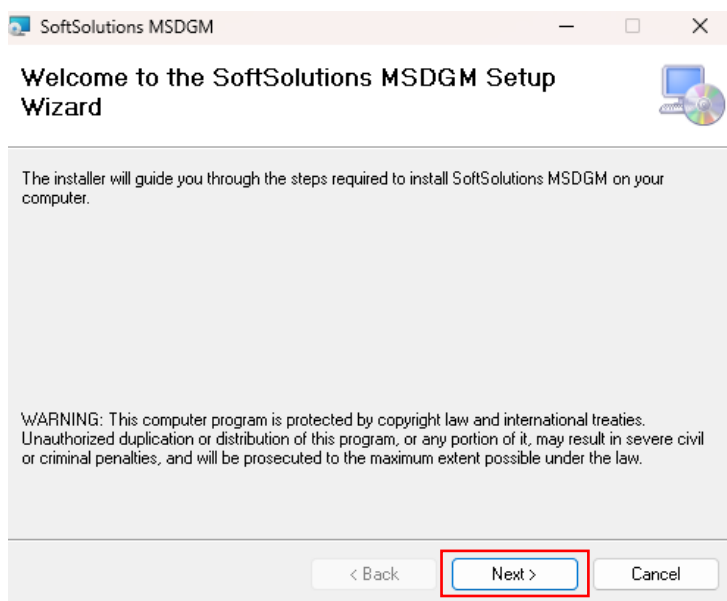 SoftSolutions MSDGM
Welcome to the SoftSolutions MSDGM Setup
Wizard
The installer will guide you through the steps required to install SoftSolutions MSDGM on your
computer.
WARNING: This computer program is protected by copyright law and international treaties.
Unauthorized duplication or distribution of this program, or any portion of it, may result in severe civil
or criminal penalties, and will be prosecuted to the maximum extent possible under the law.
< Back
Next >
Cancel